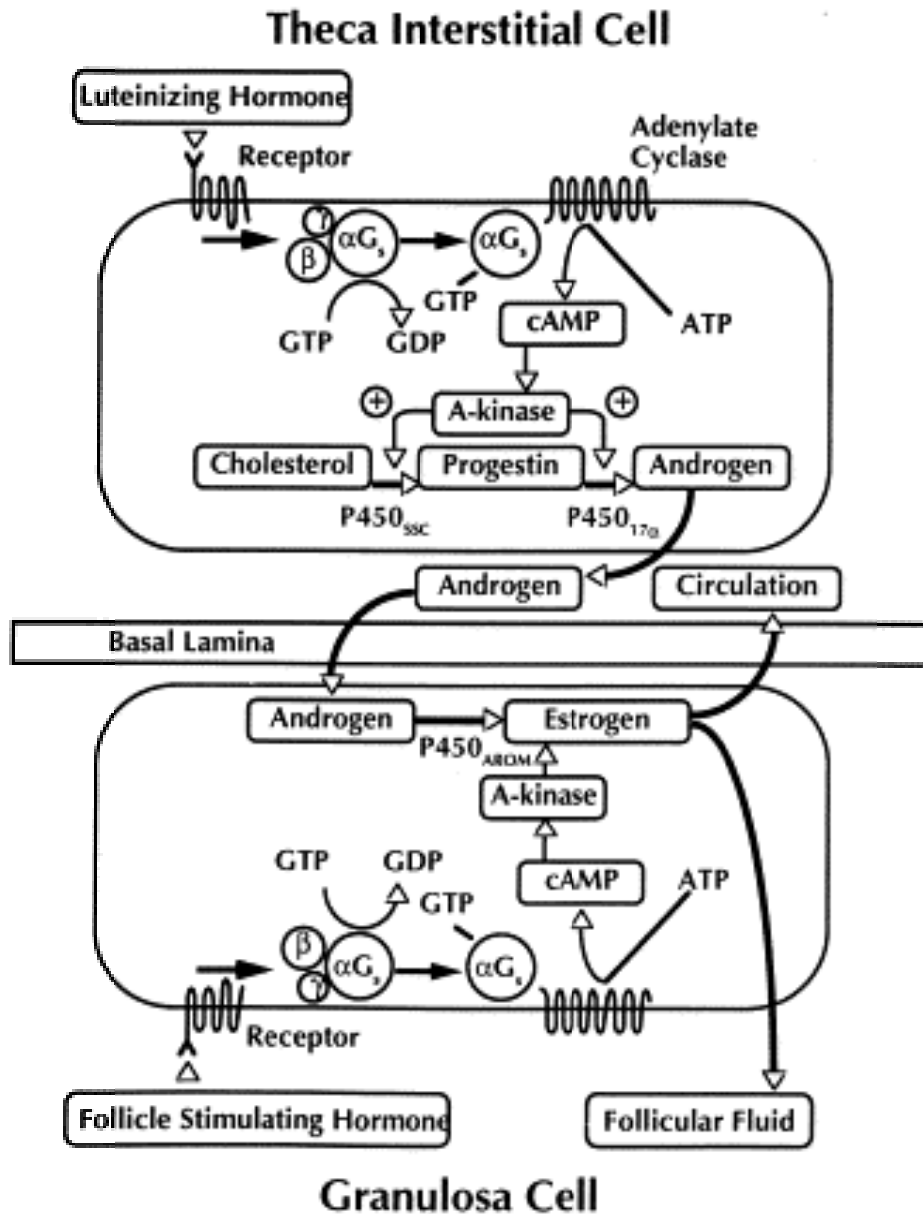 Theca Interstitial Cell
Luteinizing Hormone
Receptor
Adenylate
Cyclase
γ
β
αGs
αGs
GTP
GTP
GDP
cAMP
ATP
+
A-kinase
+
Cholesterol
Progestin
Androgen
P450SSC
P45017α
Androgen
Circulation
Basal Lamina
Androgen
Estrogen
P450AROM
A-kinase
GTP
GDP
cAMP
ATP
GTP
β
αGs
αGs
γ
Receptor
Follicle Stimulating Hormone
Follicular Fluid
Granulosa Cell